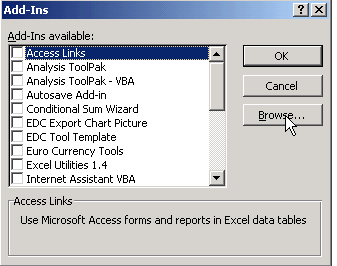 Add-Ins
Add-Ins available:
Access Links
Analysis ToolPak
Analysis ToolPak - VBA
Autosave Add-in
Conditional Sum Wizard
EDC Export Chart Picture
EDC Tool Template
Euro Currency Tools
Excel Utilities 1.4
Internet Assistant VBA
OK
Cancel
Browse...
Access Links
Use Microsoft Access forms and reports in Excel data tables